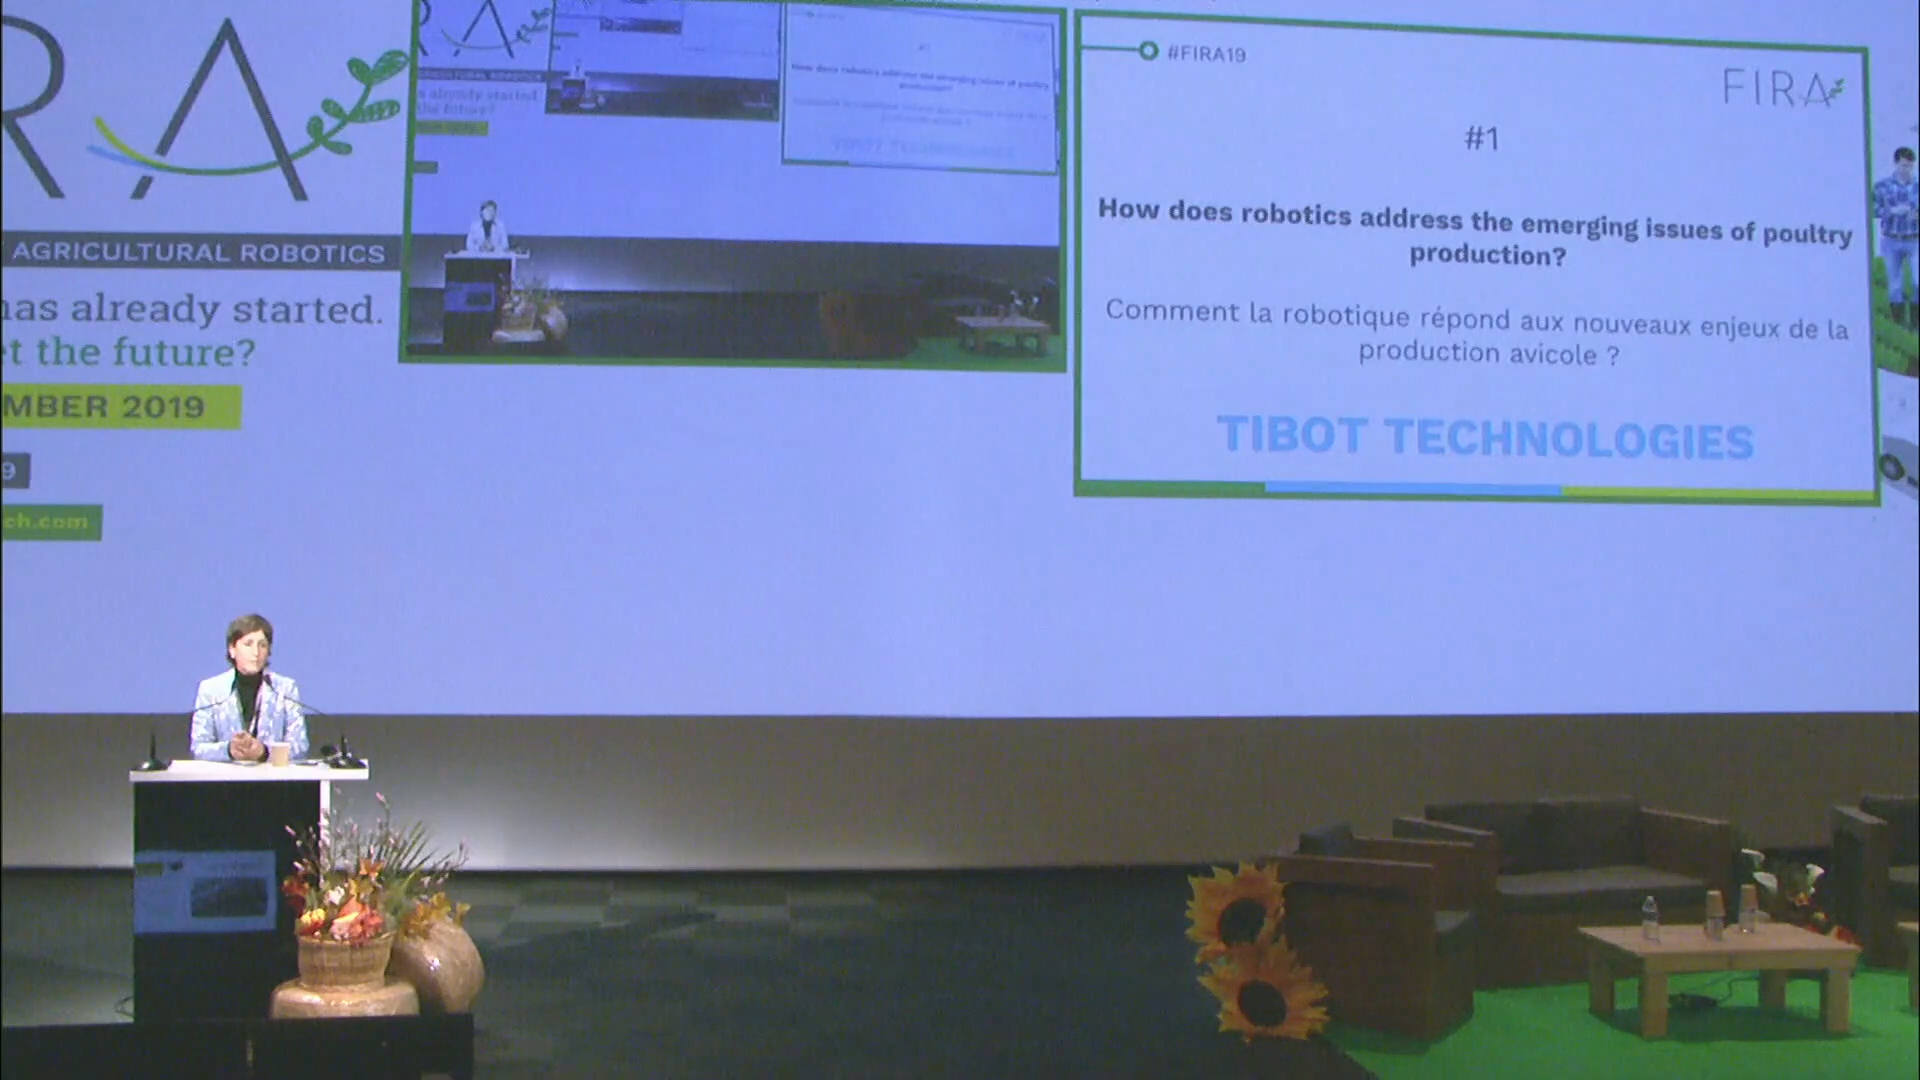 RA
AGRICULTURAL ROBOTICS
has already started.
t the future?
MBER 2019
9
ch.com
#FIRA19
FIRA
#1
How does robotics address the emerging issues of poultry
production?
Comment la robotique répond aux nouveaux enjeux de la
production avicole ?
TIBOT TECHNOLOGIES